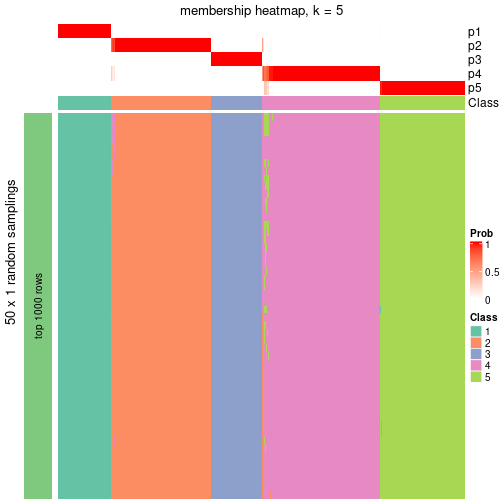 membership heatmap, k = 5
p1
p2
p3
p4
p5
Class
50 x 1 random samplings
top 1000 rows
Prob
1
0.5
0
Class
1
2
3
4
5